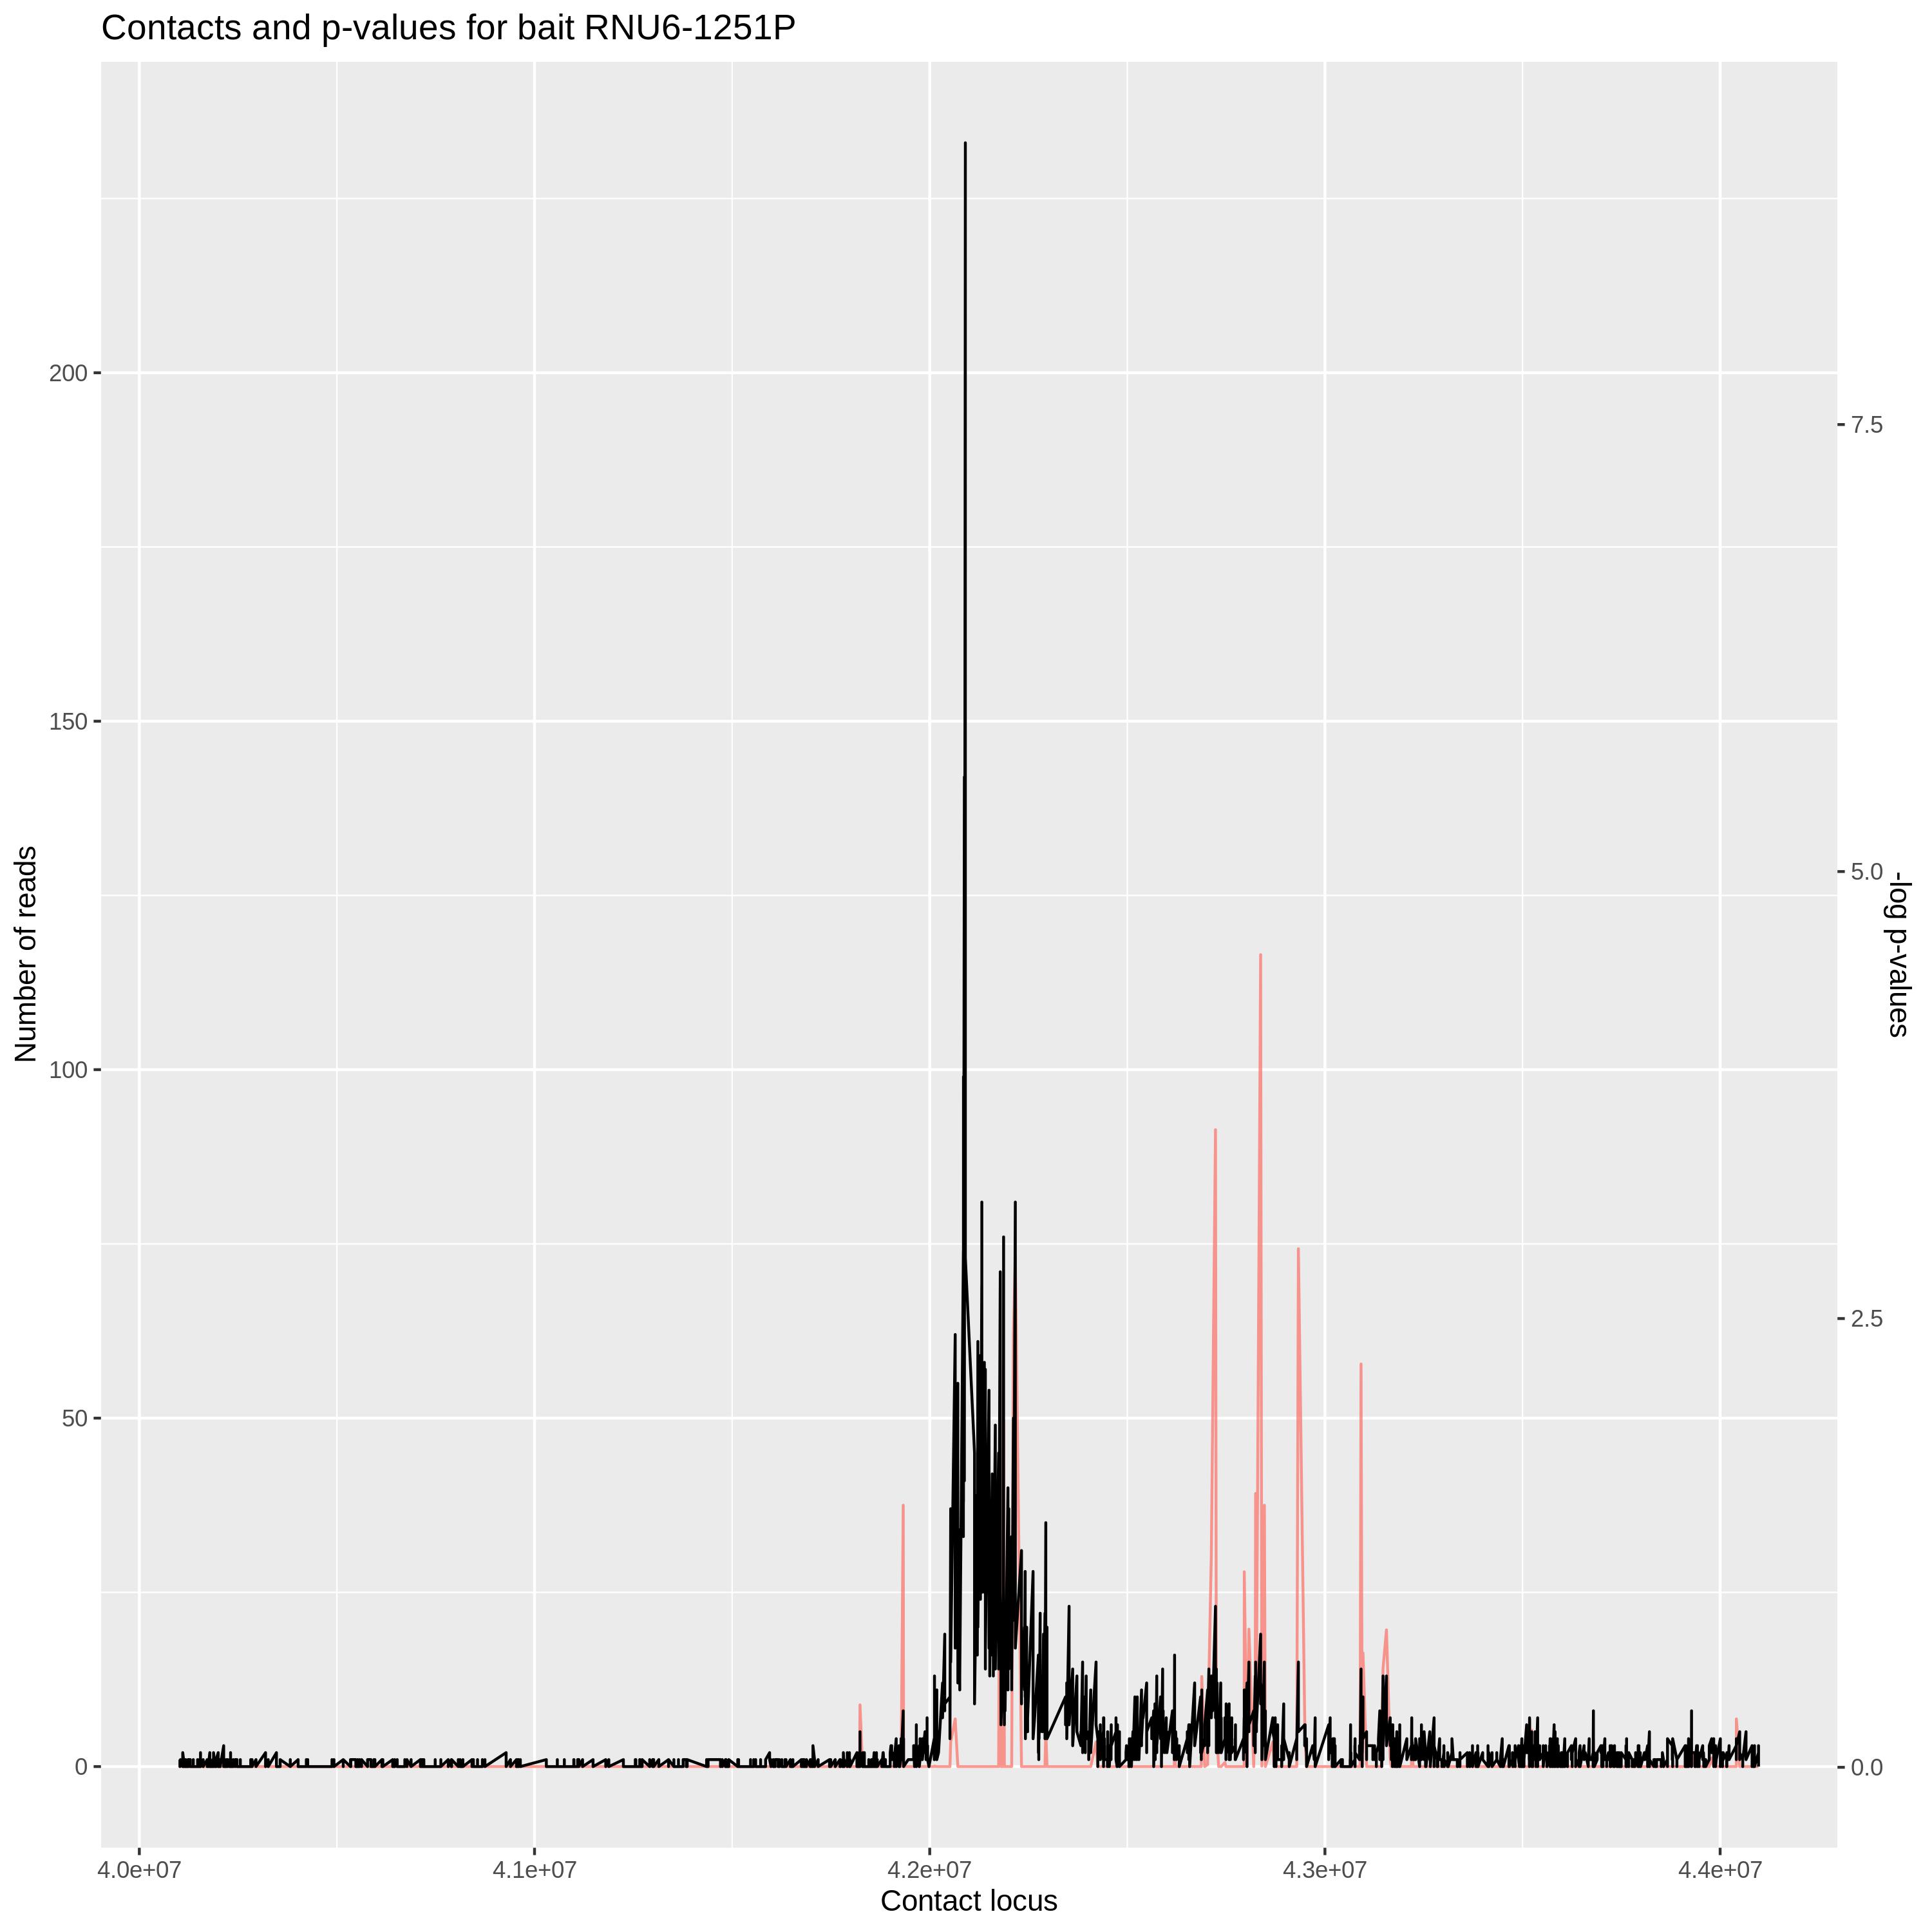 Contacts and p-values for bait RNU6-1251P
200
150
100
50
0
Number of reads
7.5
5.0
2.5
0.0
-log p-values
4.0e+07
4.1e+07
4.2e+07
4.3e+07
4.4e+07
Contact locus